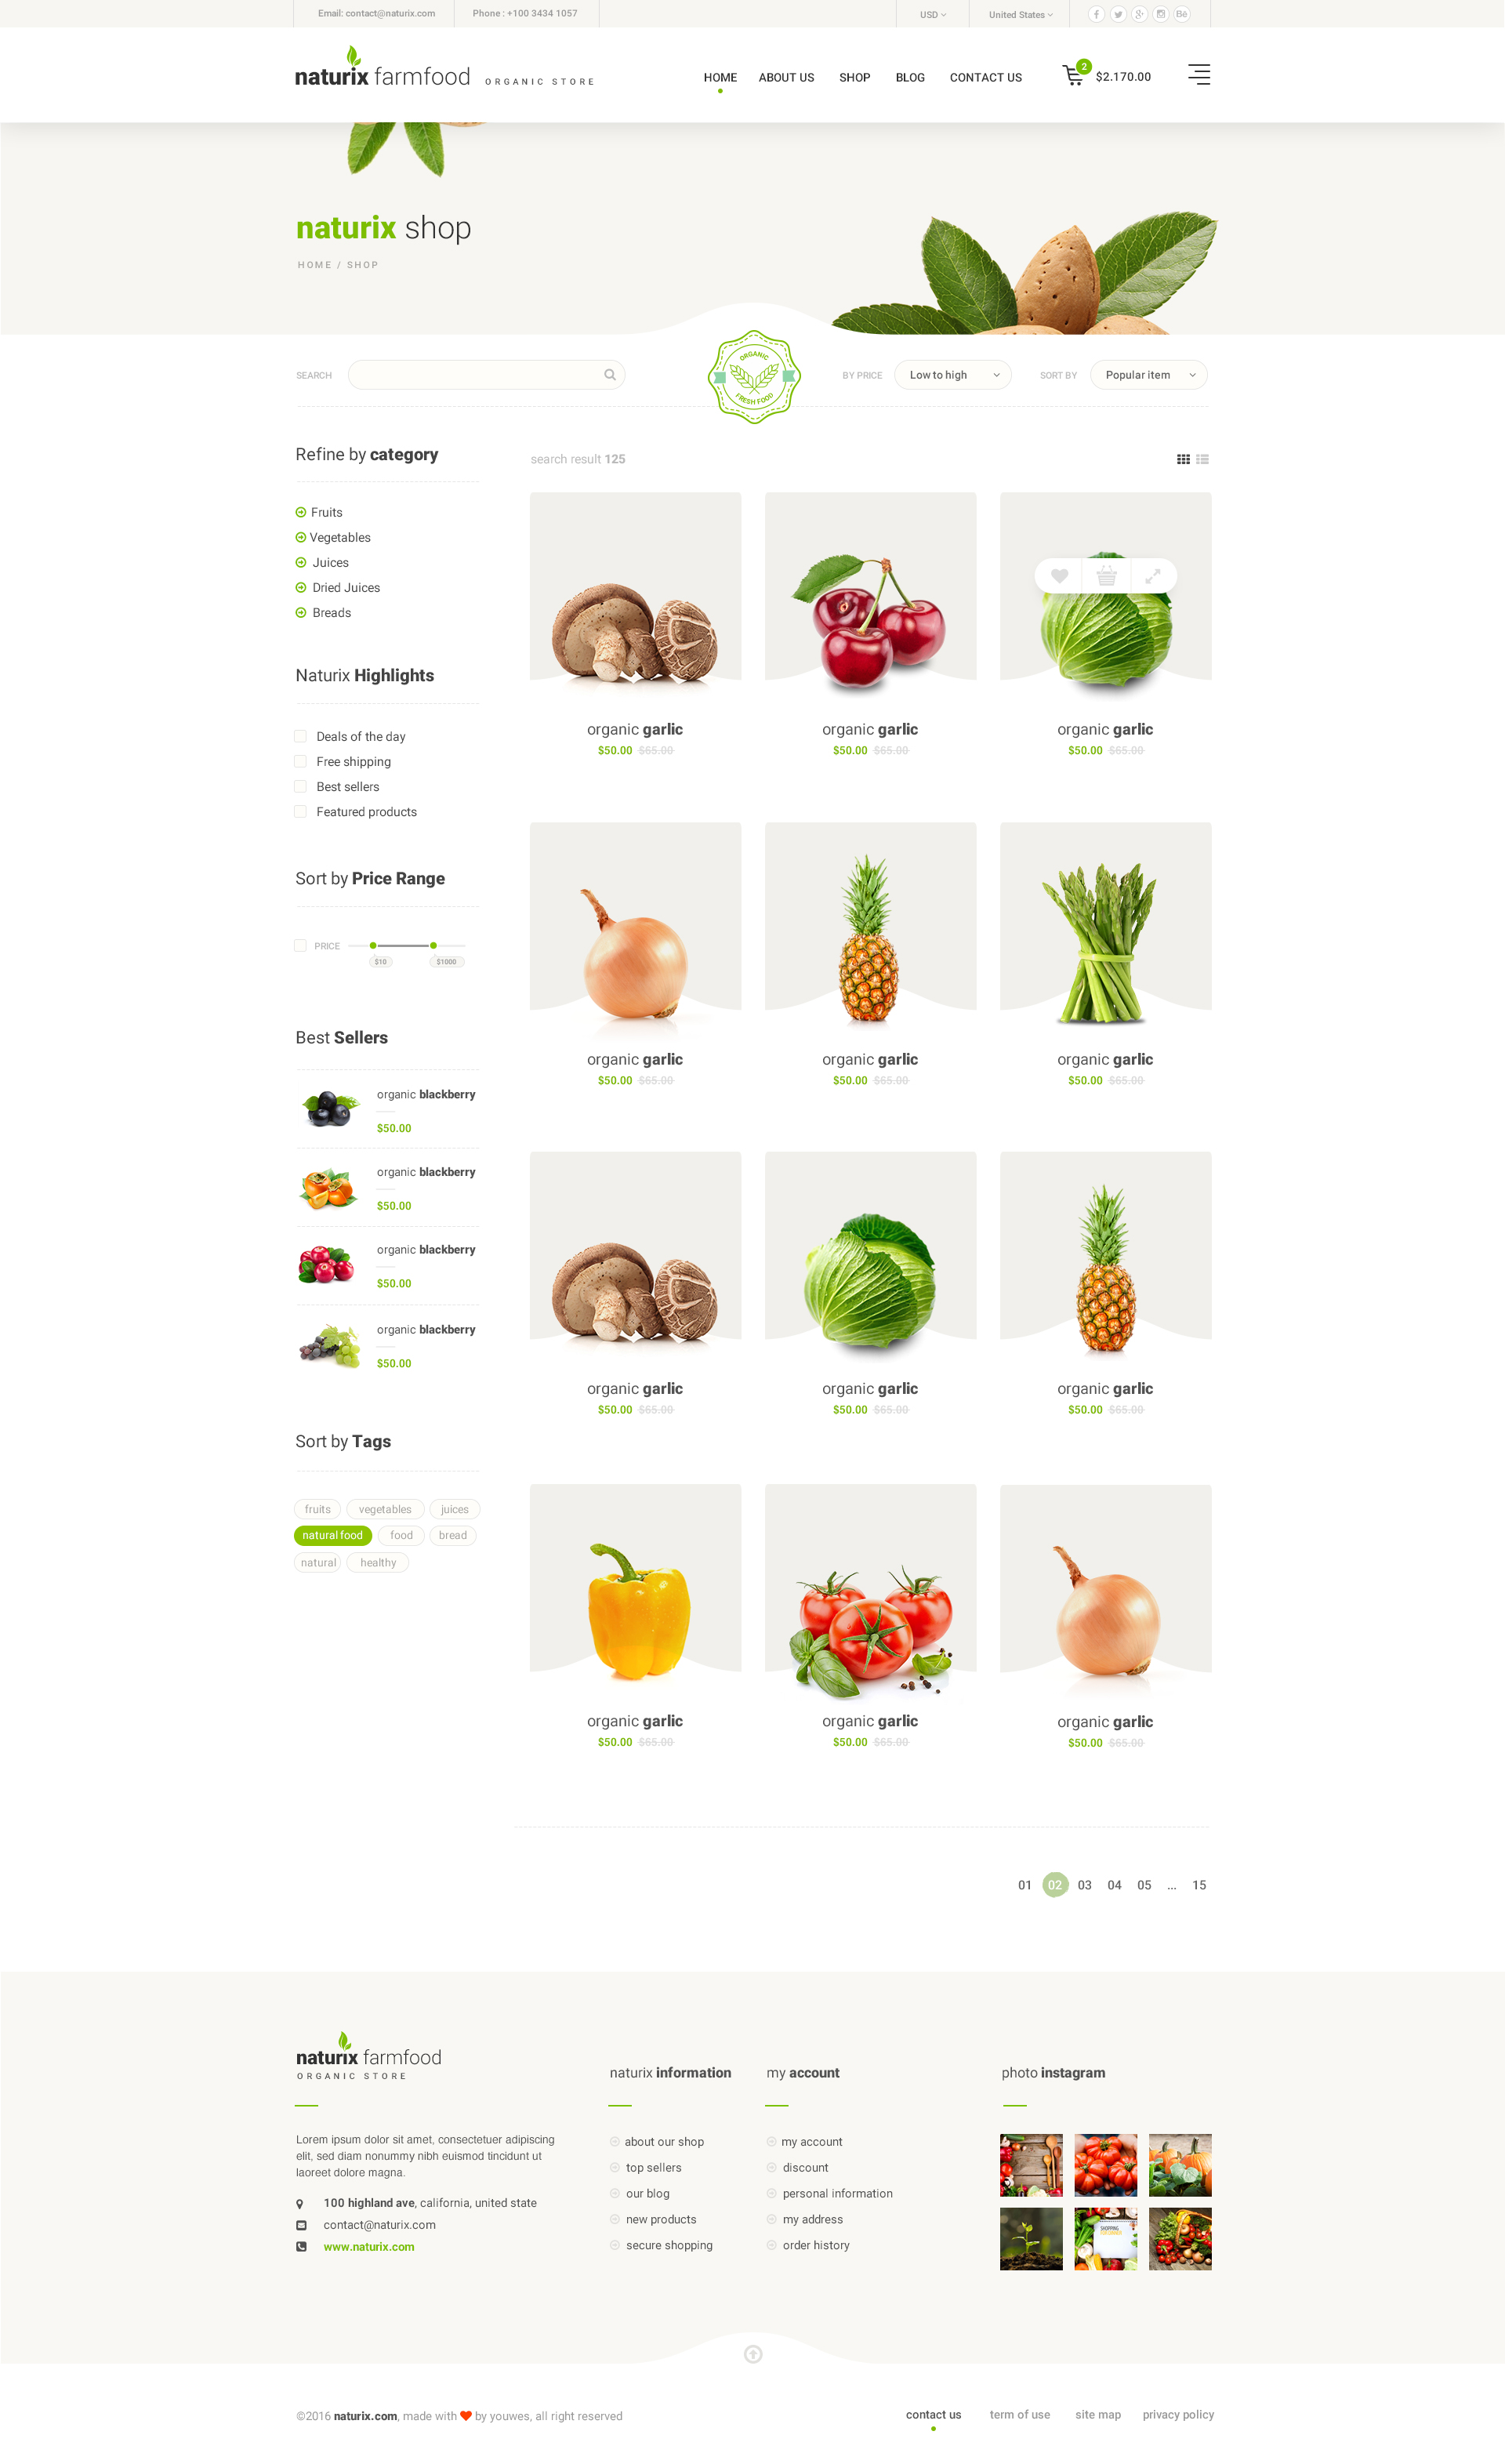 Email: contact@naturix.com Phone : +100 3434 1057 USD United States Bē
naturix farmfood ORGANIC STORE HOME ABOUT US SHOP BLOG CONTACT US 2 $2.170.00
naturix shop
HOME / SHOP
SEARCH ORGANIC FRESH FOOD BY PRICE Low to high SORT BY Popular item
Refine by category
Fruits
Vegetables
Juices
Dried Juices
Breads
Naturix Highlights
Deals of the day
Free shipping
Best sellers
Featured products
Sort by Price Range
PRICE
$10 $1000
Best Sellers
organic blackberry
$50.00
organic blackberry
$50.00
organic blackberry
$50.00
organic blackberry
$50.00
Sort by Tags
fruits vegetables juices
natural food food bread
natural healthy
search result 125
organic garlic organic garlic organic garlic
$50.00 $65.00 $50.00 $65.00 $50.00 $65.00
organic garlic organic garlic organic garlic
$50.00 $65.00 $50.00 $65.00 $50.00 $65.00
organic garlic organic garlic organic garlic
$50.00 $65.00 $50.00 $65.00 $50.00 $65.00
organic garlic organic garlic organic garlic
$50.00 $65.00 $50.00 $65.00 $50.00 $65.00
01 02 03 04 05 ... 15
naturix farmfood
ORGANIC STORE
Lorem ipsum dolor sit amet, consectetuer adipiscing
elit, sed diam nonummy nibh euismod tincidunt ut
laoreet dolore magna.
100 highland ave, california, united state
contact@naturix.com
www.naturix.com
naturix information
about our shop
top sellers
our blog
new products
secure shopping
my account
my account
discount
personal information
my address
order history
photo instagram
SHOPPING
©2016 naturix.com, made with by youwes, all right reserved
contact us term of use site map privacy policy